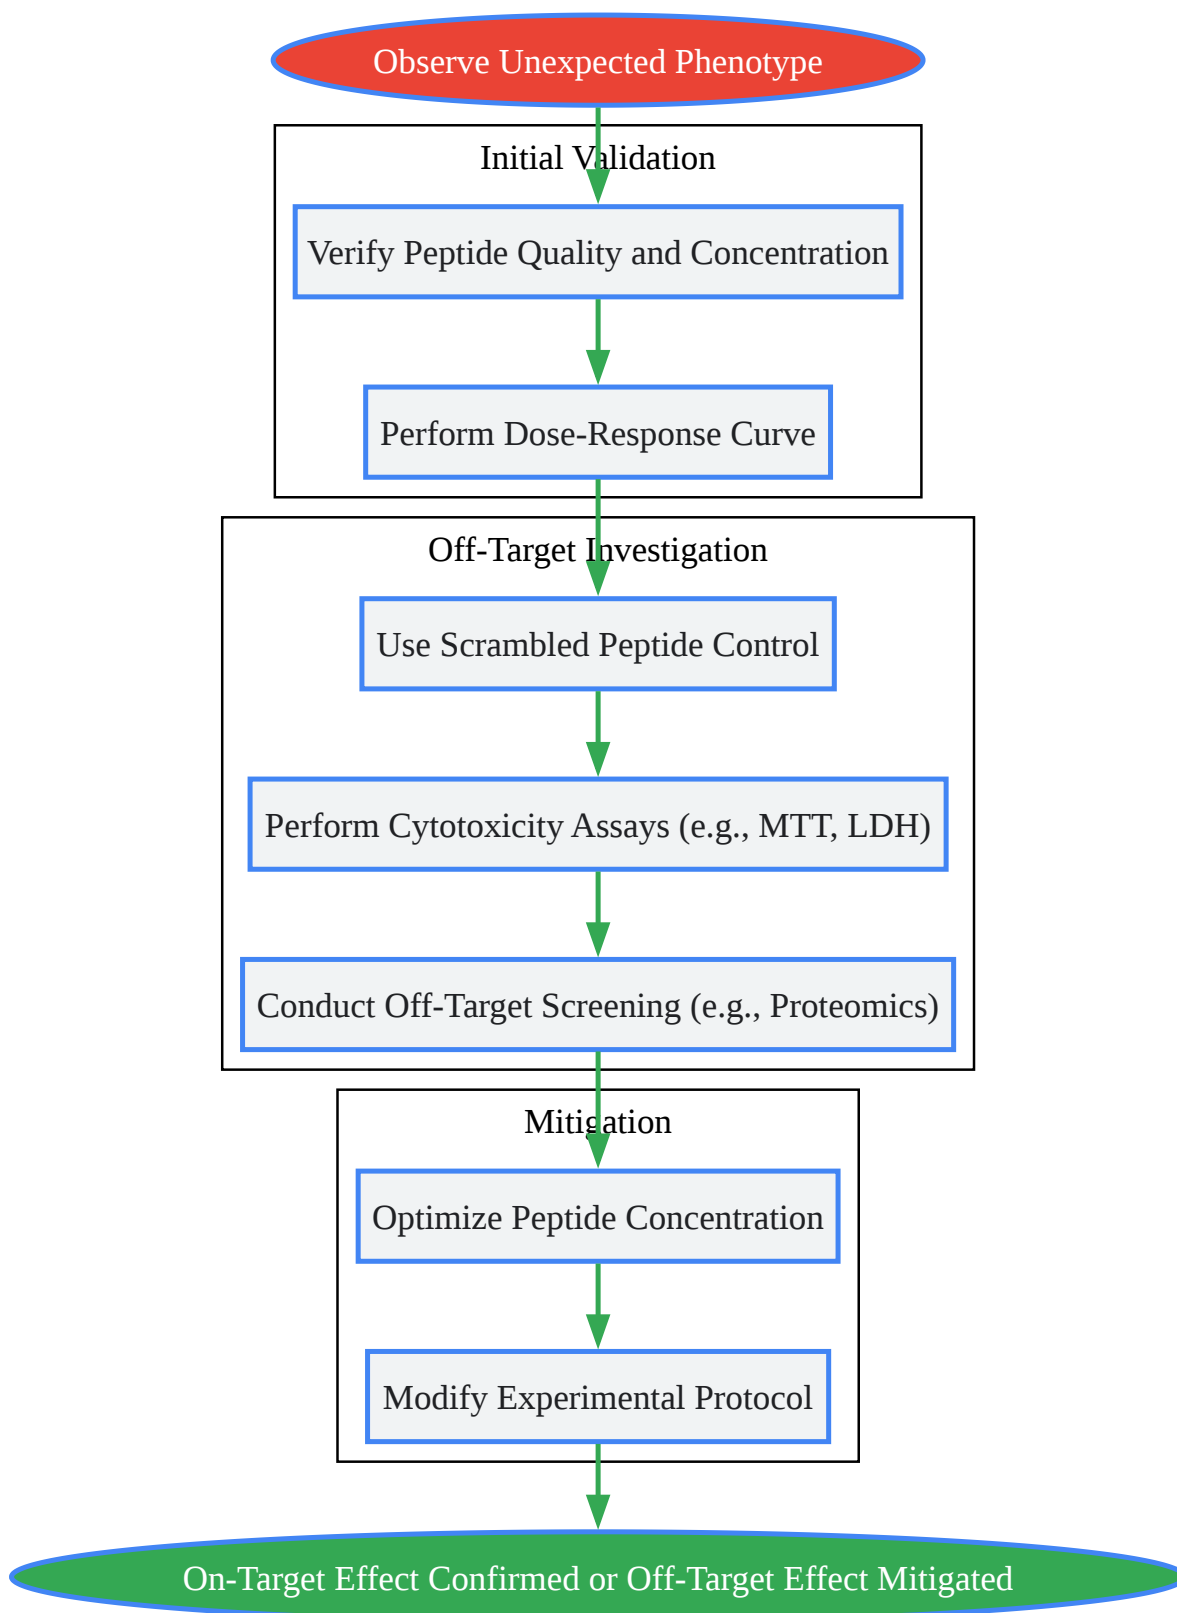 Observe Unexpected Phenotype
Initial Validation
Verify Peptide Quality and Concentration
Perform Dose-Response Curve
Off-Target Investigation
Use Scrambled Peptide Control
Perform Cytotoxicity Assays (e.g., MTT, LDH)
Conduct Off-Target Screening (e.g., Proteomics)
Mitigation
Optimize Peptide Concentration
Modify Experimental Protocol
On-Target Effect Confirmed or Off-Target Effect Mitigated